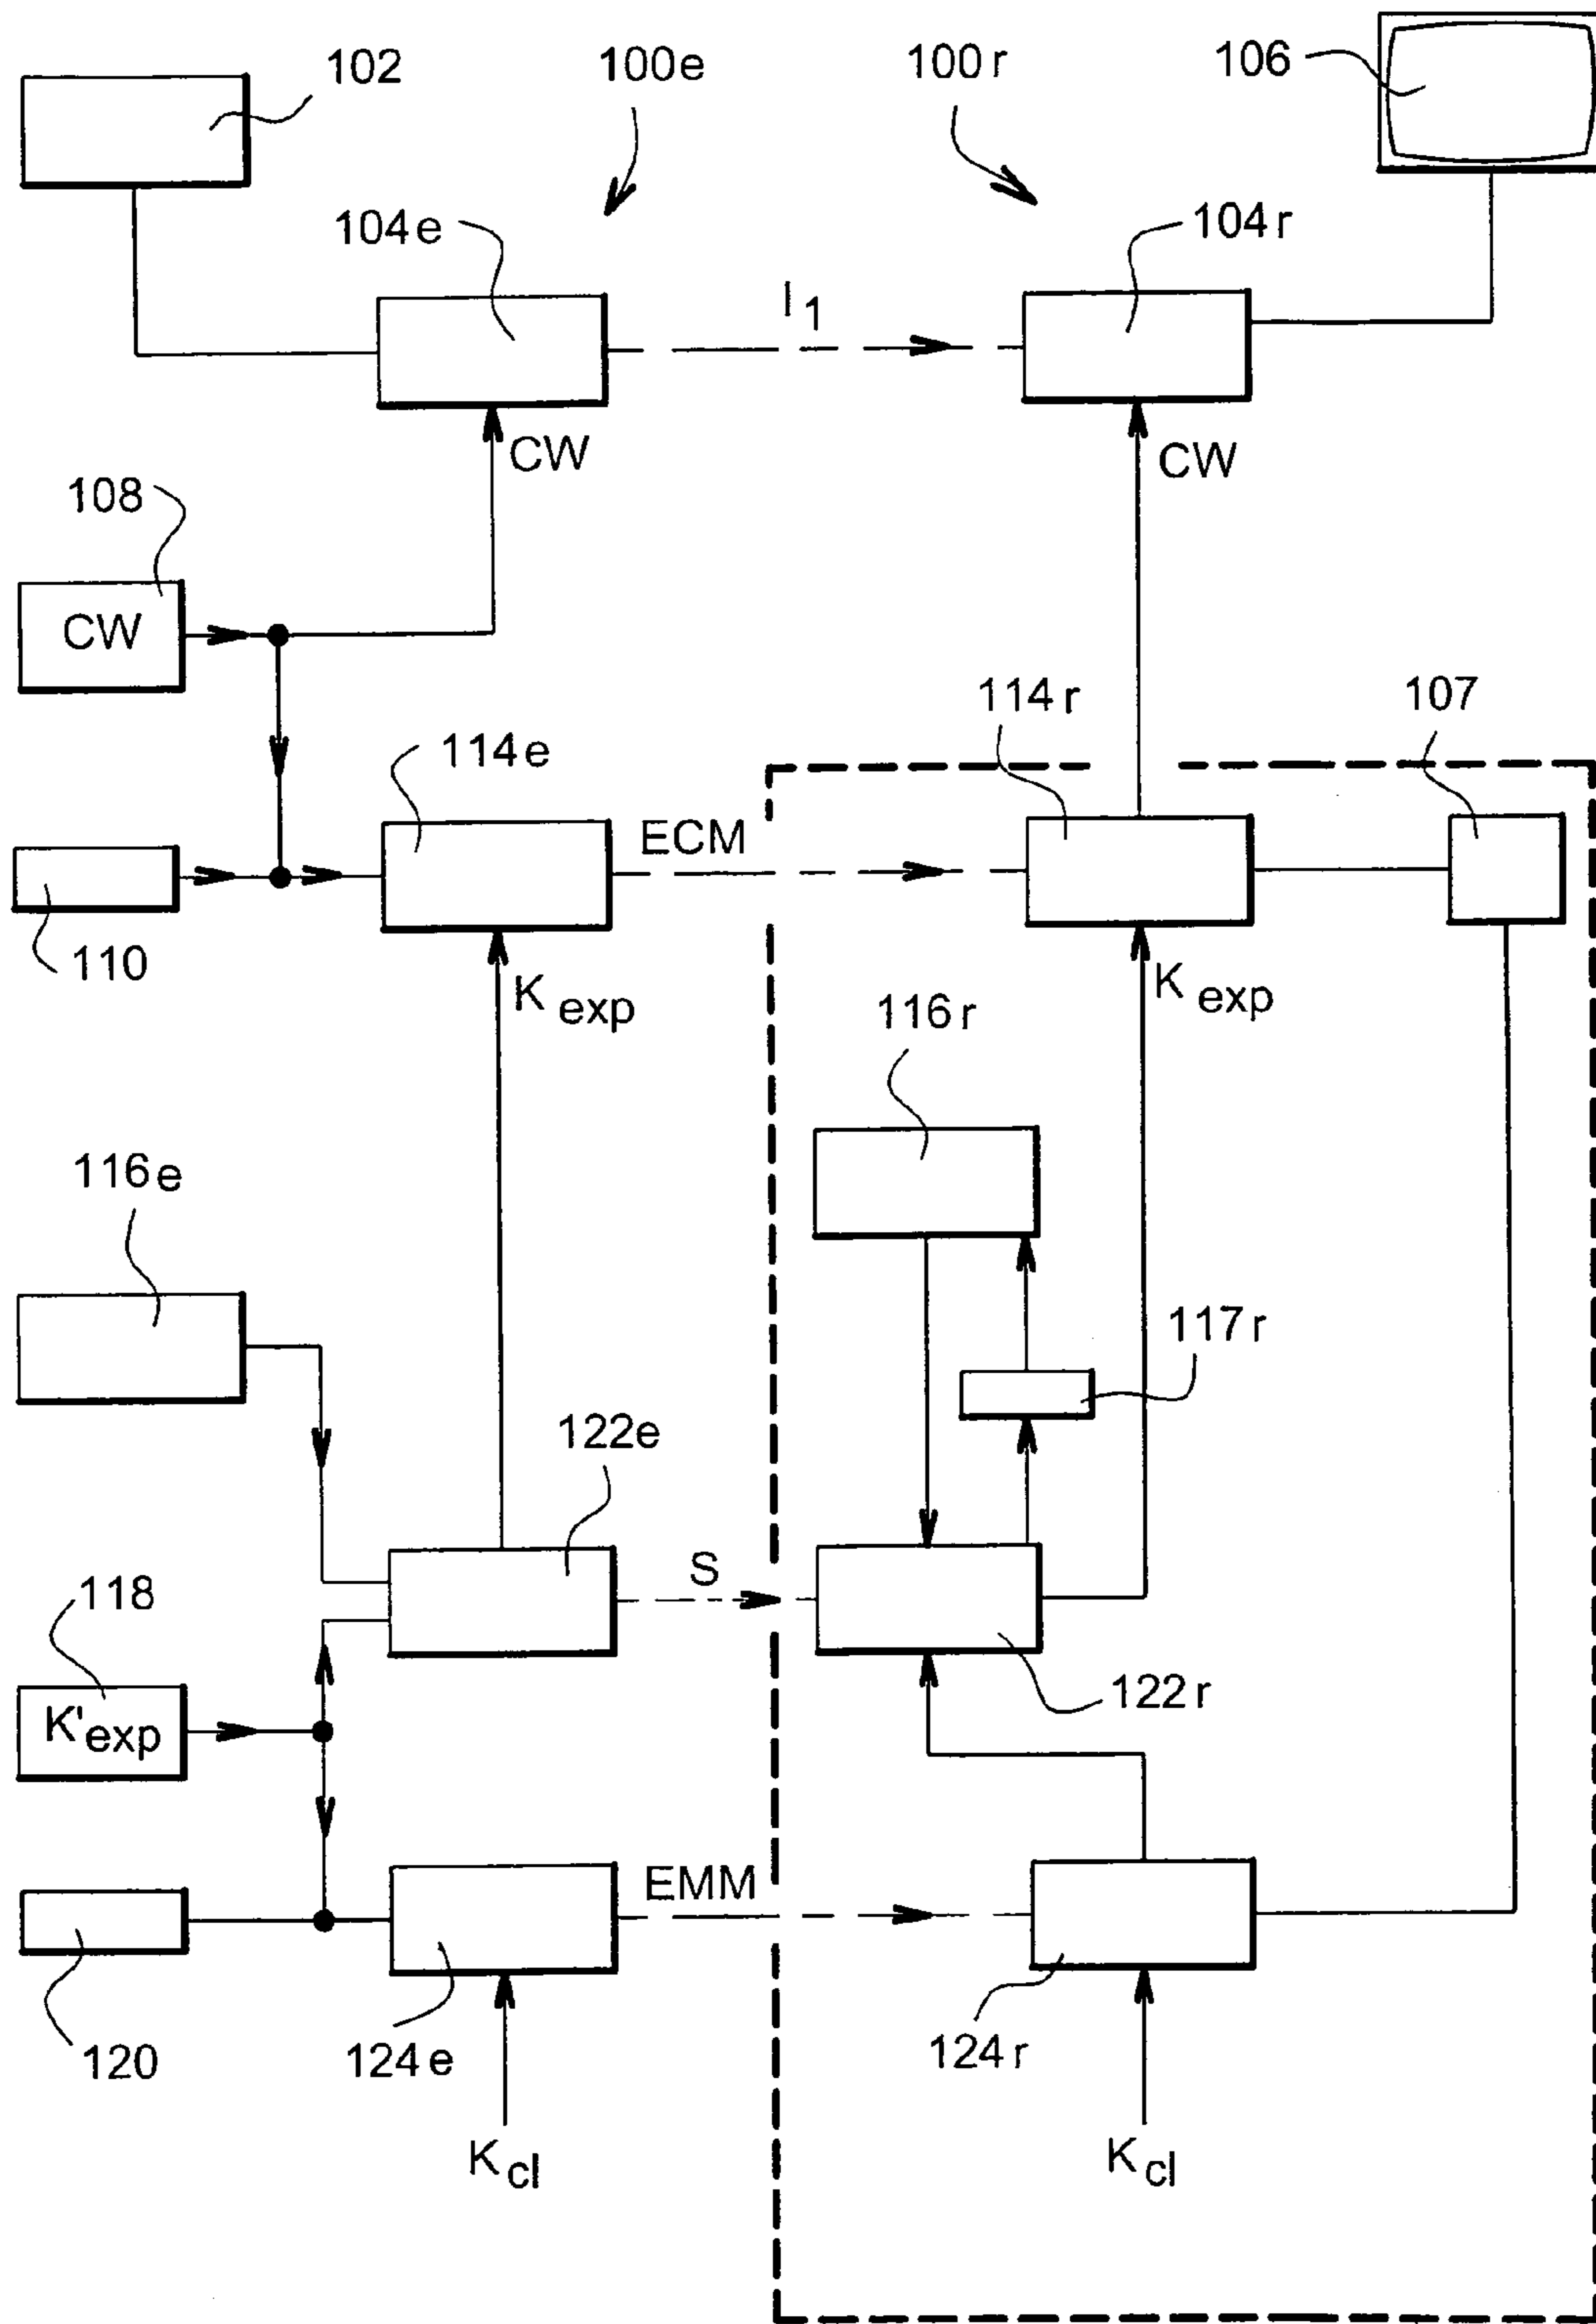 102
100e
100r
106
104e
104r
I1
CW
CW
108
CW
107
114r
114e
ECM
110
Kexp
Kexp
116r
116e
117r
122e
S
118
122r
K'exp
EMM
120
124e
124r
Kcl
Kcl